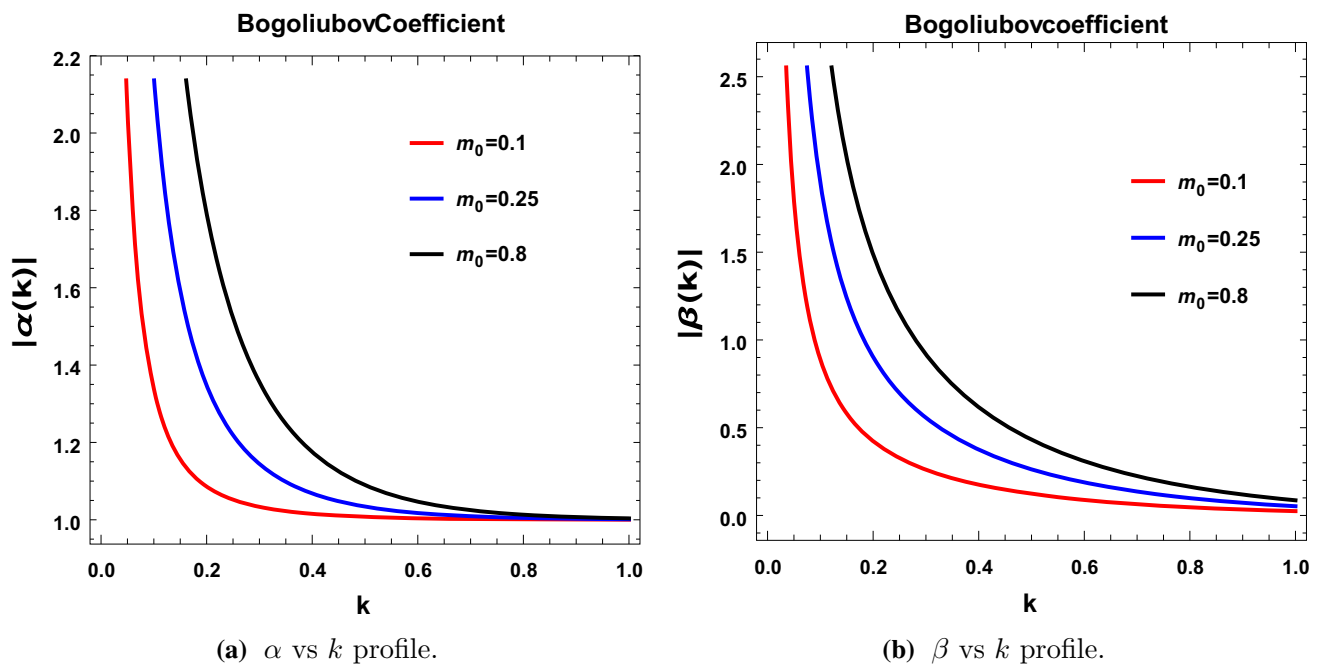 BogoliubovCoefficient
|α(k)|
2.2
2.0
1.8
1.6
1.4
1.2
1.0
m0=0.1
m0=0.25
m0=0.8
0.0 0.2 0.4 0.6 0.8 1.0
k
(a) α vs k profile.
Bogoliubovcoefficient
|β(k)|
2.5
2.0
1.5
1.0
0.5
0.0
m0=0.1
m0=0.25
m0=0.8
0.0 0.2 0.4 0.6 0.8 1.0
k
(b) β vs k profile.